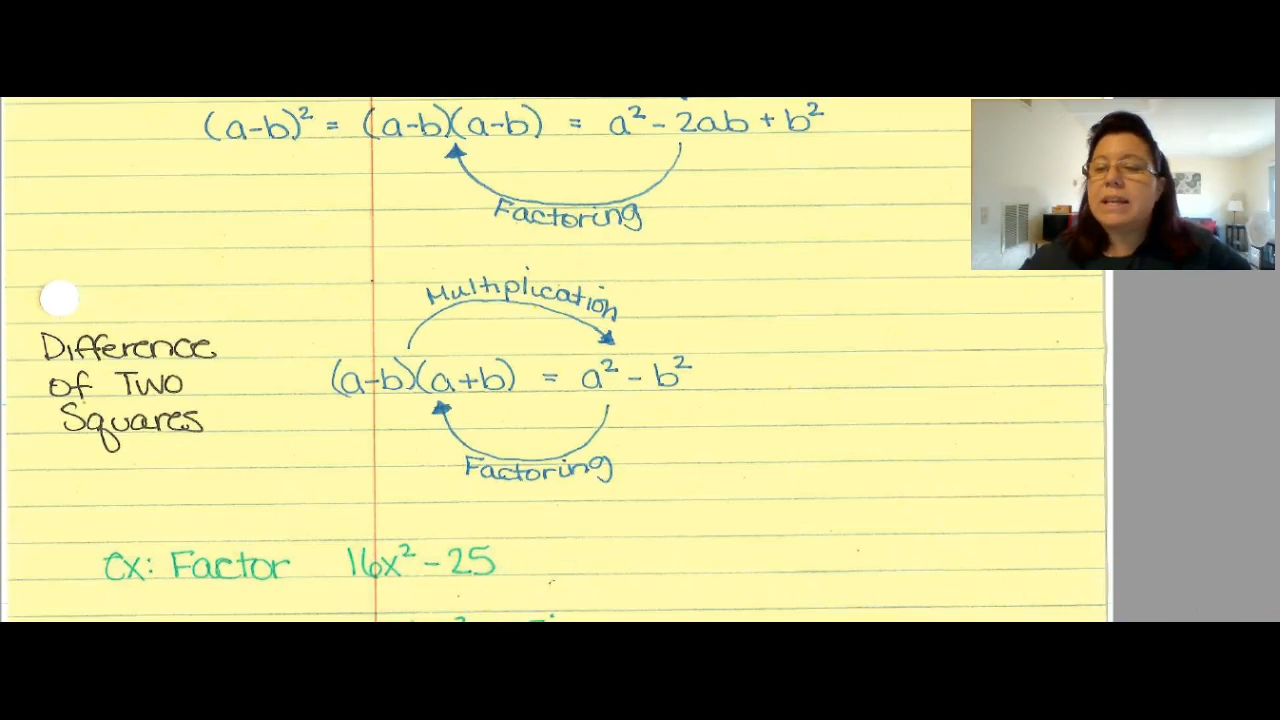 (a-b)² = (a-b)(a-b) = a² - 2ab + b²
Factoring
Multiplication
Difference
of Two
Squares
(a-b)(a+b) = a² - b²
Factoring
ex: Factor 16x² - 25